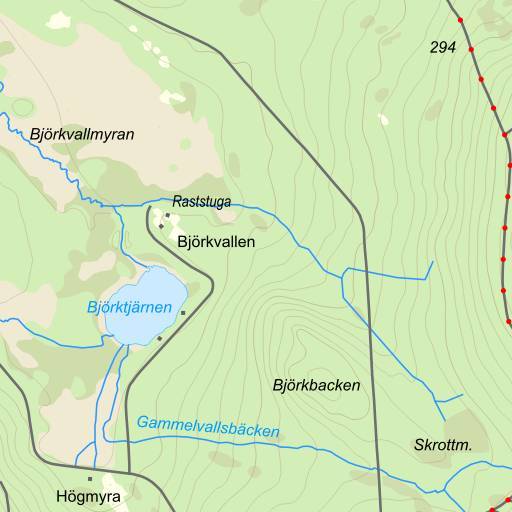 294
Björkvallmyran
Raststuga
Björkvallen
Björktjärnen
Björkbacken
Gammelvallsbäcken
Skrottm.
Högmyra